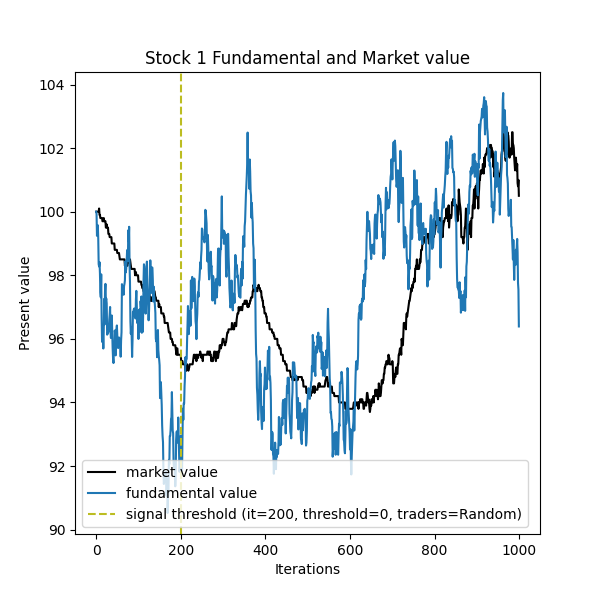 Stock 1 Fundamental and Market value
104
102
100
98
96
94
92
90
Present value
market value
fundamental value
signal threshold (it=200, threshold=0, traders=Random)
0 200 400 600 800 1000
Iterations